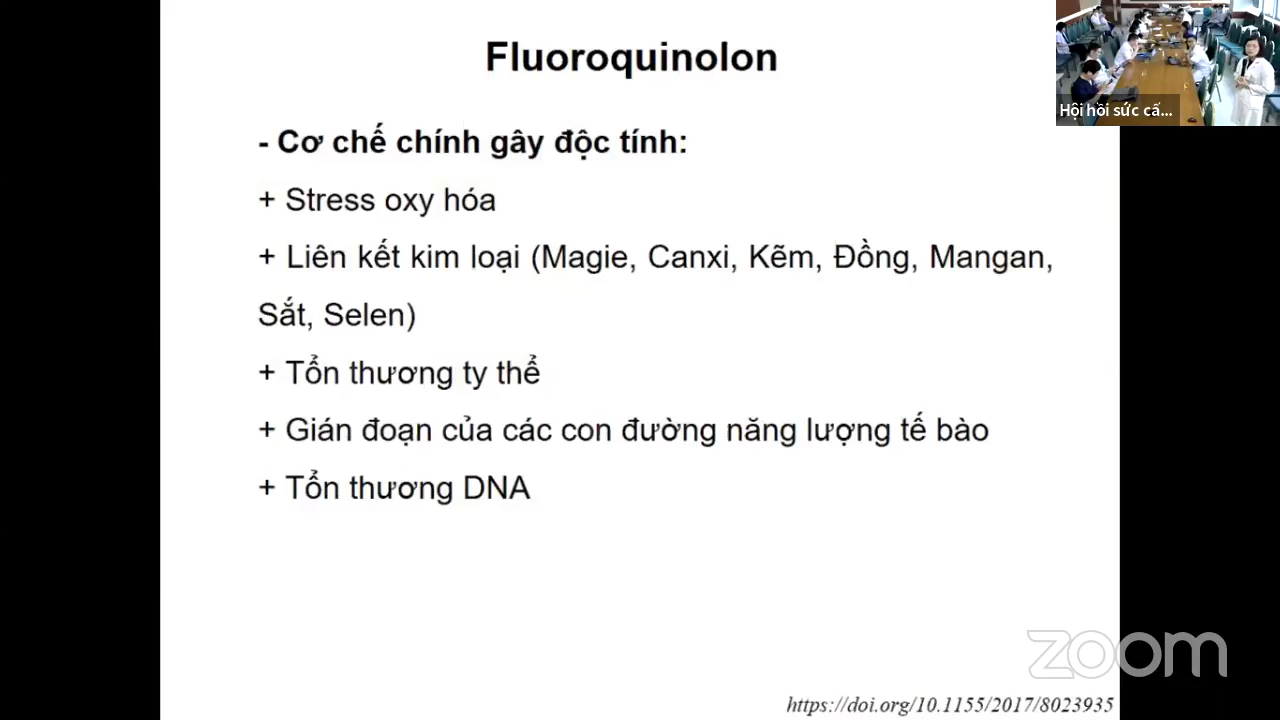 Fluoroquinolon
Hội hồi sức cấ...
- Cơ chế chính gây độc tính:
+ Stress oxy hóa
+ Liên kết kim loại (Magie, Canxi, Kẽm, Đồng, Mangan,
Sắt, Selen)
+ Tổn thương ty thể
+ Gián đoạn của các con đường năng lượng tế bào
+ Tổn thương DNA
zoom
https://doi.org/10.1155/2017/8023935